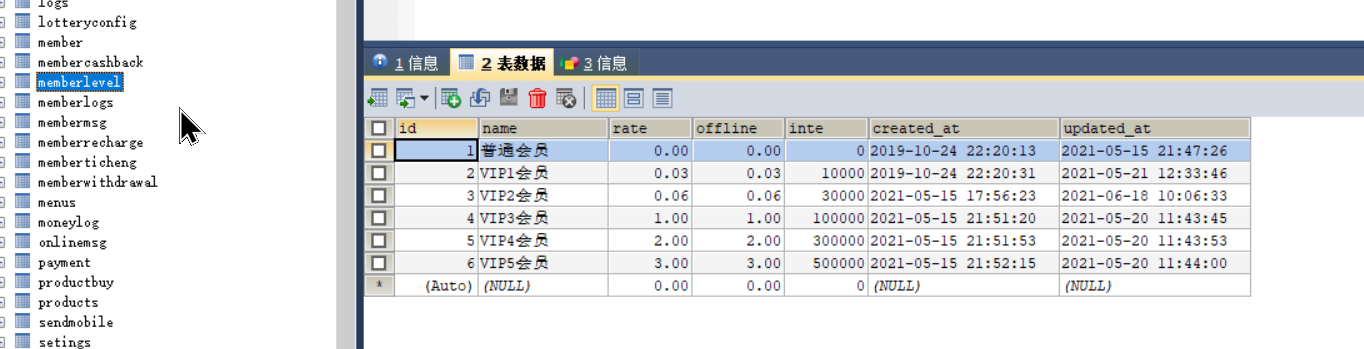 logs
lotteryconfig
member
membercashback
memberlevel
memberlogs
membermsg
memberrecharge
memberticheng
memberwithdrawal
menus
moneylog
onlinemsg
payment
productbuy
products
sendmobile
setings
1 信息 2 表数据 3 信息
id name rate offline inte created_at updated_at
1 普通会员 0.00 0.00 0 2019-10-24 22:20:13 2021-05-15 21:47:26
2 VIP1会员 0.03 0.03 10000 2019-10-24 22:20:31 2021-05-21 12:33:46
3 VIP2会员 0.06 0.06 30000 2021-05-15 17:56:23 2021-06-18 10:06:33
4 VIP3会员 1.00 1.00 100000 2021-05-15 21:51:20 2021-05-20 11:43:45
5 VIP4会员 2.00 2.00 300000 2021-05-15 21:51:53 2021-05-20 11:43:53
6 VIP5会员 3.00 3.00 500000 2021-05-15 21:52:15 2021-05-20 11:44:00
* (Auto) (NULL) 0.00 0.00 0 (NULL) (NULL)